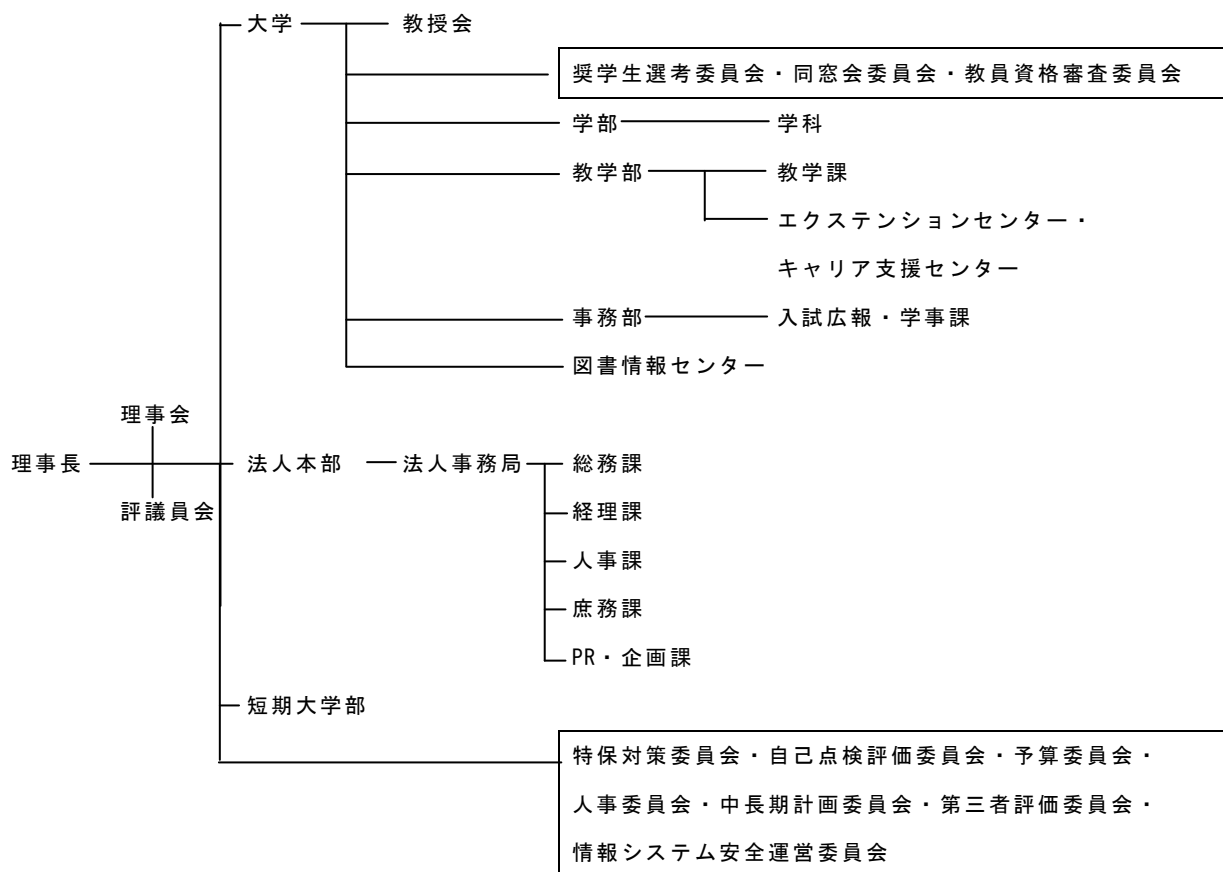 大学 教授会
奨学生選考委員会・同窓会委員会・教員資格審査委員会
学部 学科
教学部 教学課
エクステンションセンター・
キャリア支援センター
事務部 入試広報・学事課
図書情報センター
理事会
理事長 法人本部 法人事務局 総務課
評議員会 経理課
人事課
庶務課
PR・企画課
短期大学部
特保対策委員会・自己点検評価委員会・予算委員会・
人事委員会・中長期計画委員会・第三者評価委員会・
情報システム安全運営委員会